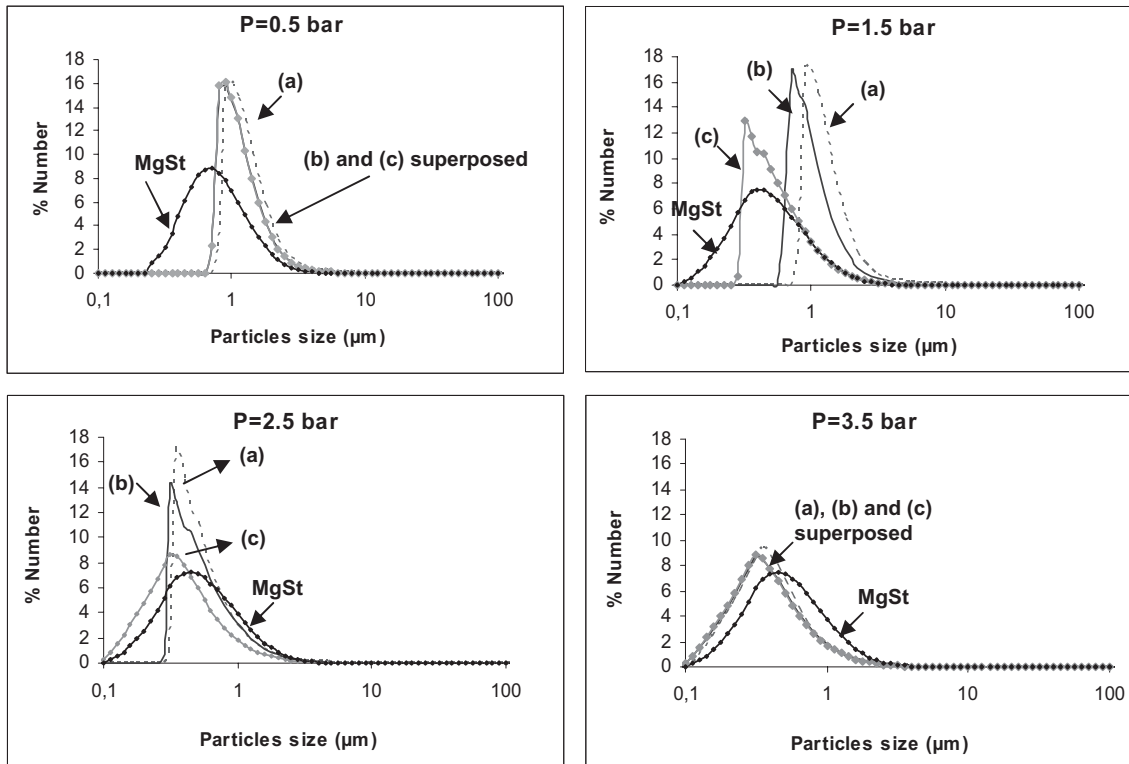 P=0.5 bar
18
16
14
12
10
8
6
4
2
0
% Number
(a)
MgSt
(b) and (c) superposed
0,1
1
10
100
Particles size (µm)
P=1.5 bar
18
16
14
12
10
8
6
4
2
0
% Number
(b)
(a)
(c)
MgSt
0,1
1
10
100
Particles size (µm)
P=2.5 bar
18
16
14
12
10
8
6
4
2
0
% Number
(a)
(b)
(c)
MgSt
0,1
1
10
100
Particles size (µm)
P=3.5 bar
18
16
14
12
10
8
6
4
2
0
% Number
(a), (b) and (c)
superposed
MgSt
0,1
1
10
100
Particles size (µm)